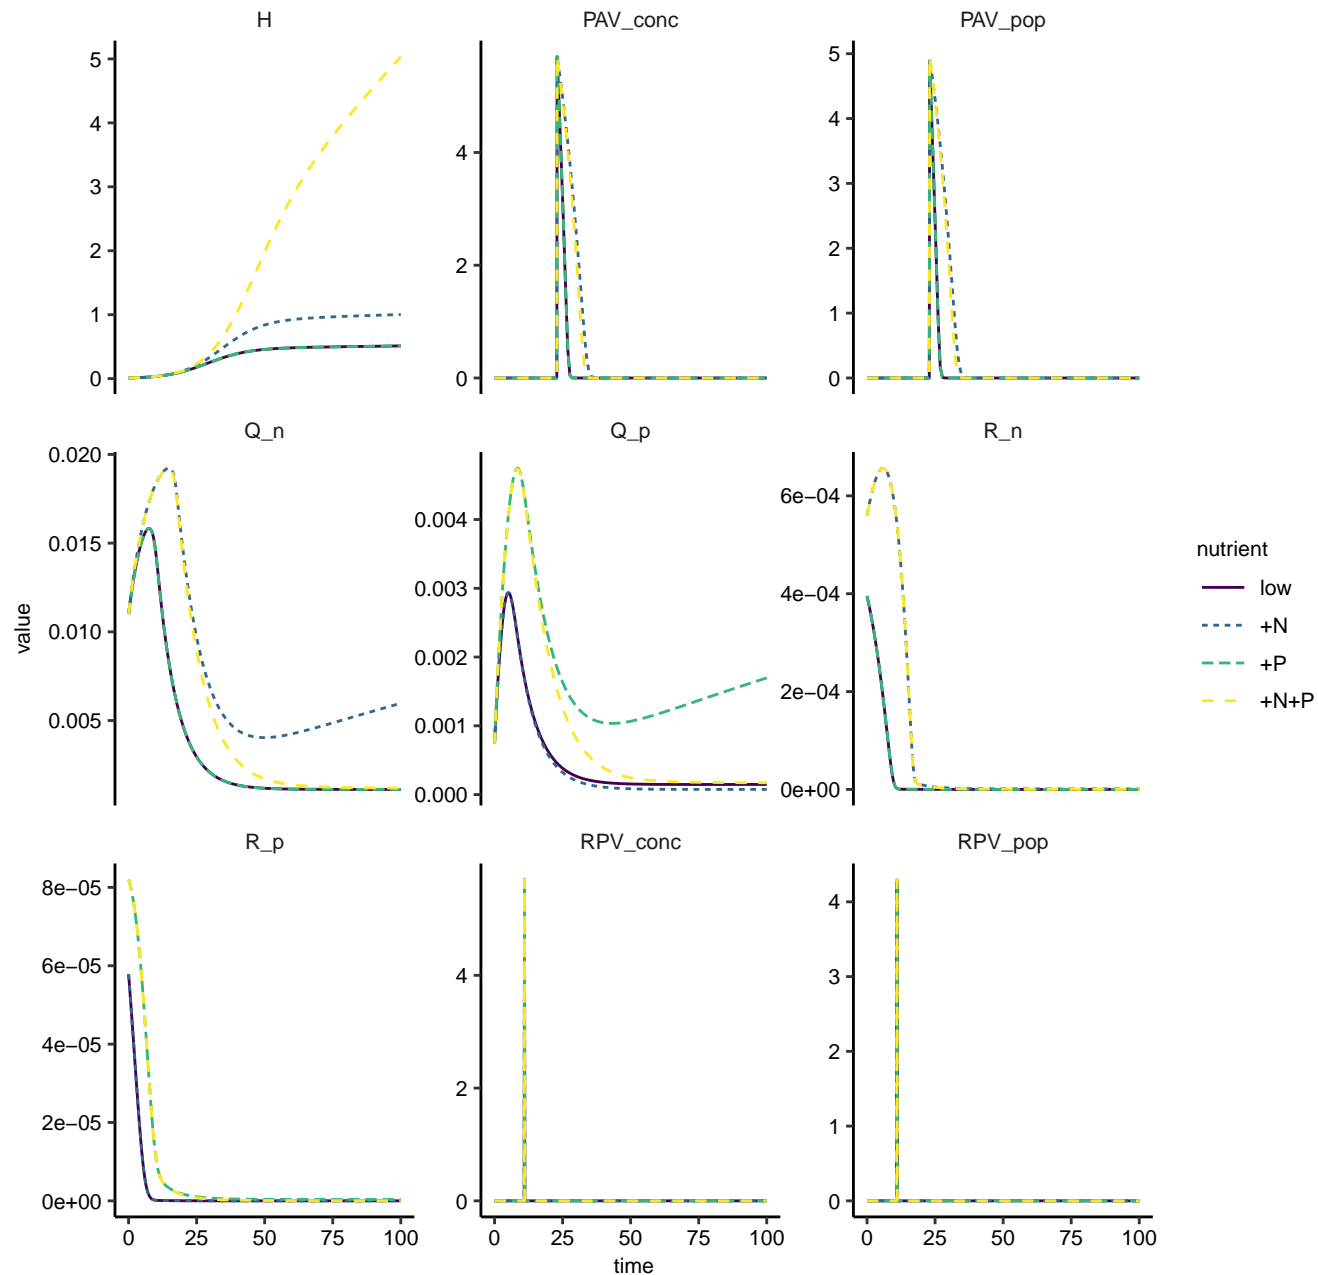 H
PAV_conc
PAV_pop
5
4
3
2
1
0
4
2
0
5
4
3
2
1
0
Q_n
Q_p
R_n
0.020
0.015
0.010
0.005
0.004
0.003
0.002
0.001
0.000
6e−04
4e−04
2e−04
0e+00
value
nutrient
low
+N
+P
+N+P
R_p
RPV_conc
RPV_pop
8e−05
6e−05
4e−05
2e−05
0e+00
4
2
0
4
3
2
1
0
0 25 50 75 100
0 25 50 75 100
0 25 50 75 100
time